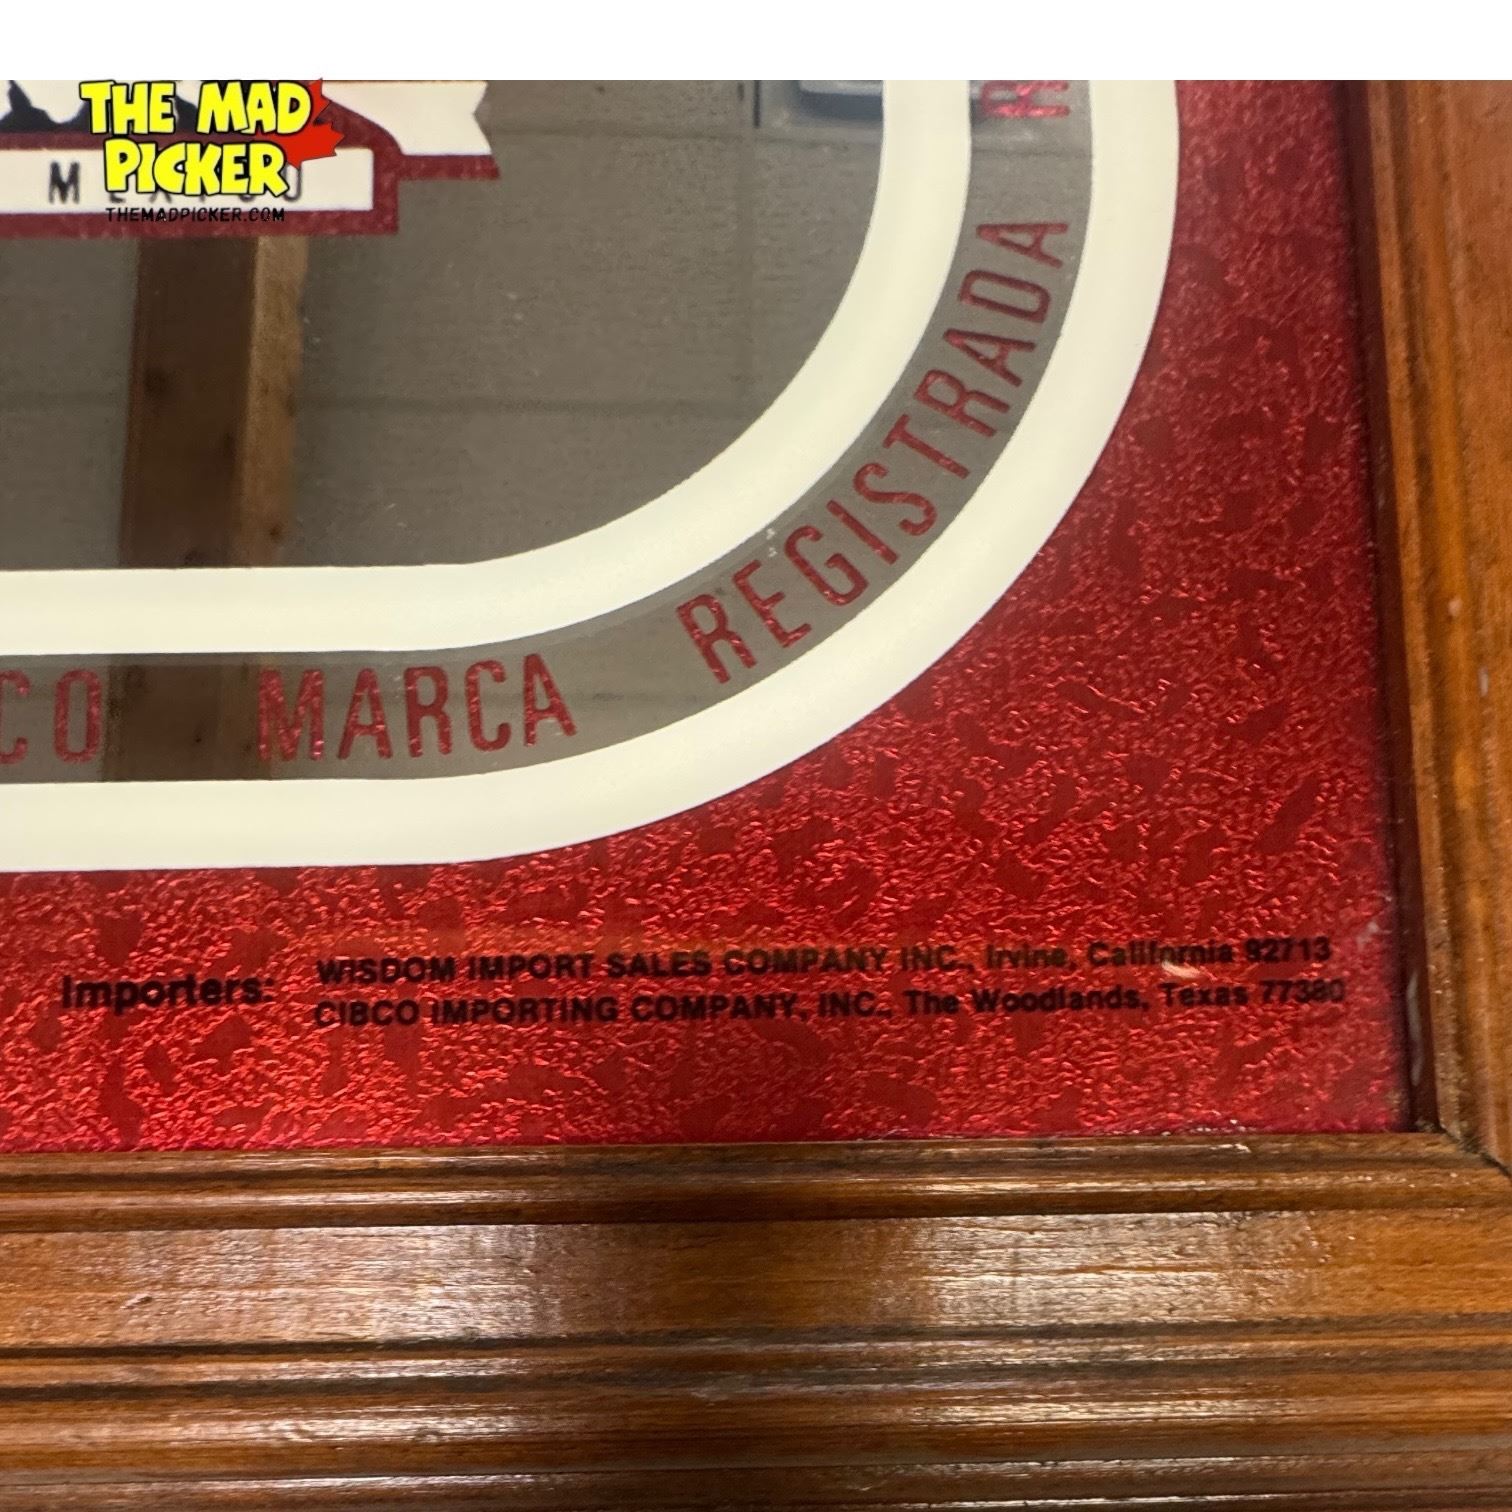 THE MAD
PICKER
THEMADPICKER.COM
MARCA REGISTRADA
Importers: WISDOM IMPORT SALES COMPANY INC., Irvine, California 92713
CIBCO IMPORTING COMPANY, INC., The Woodlands, Texas 77380